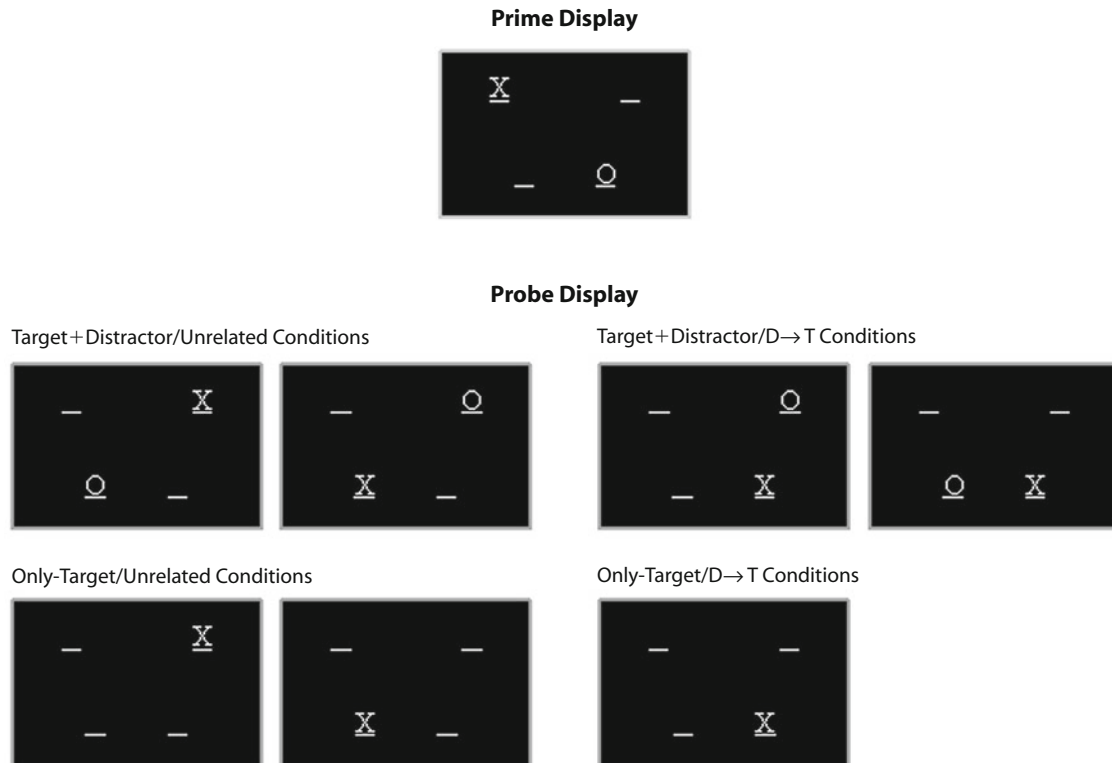 Prime Display
X _
_ O
Probe Display
Target+Distractor/Unrelated Conditions Target+Distractor/D→T Conditions
_ X _ O _ O _ _
O _ X _ _ X O X
Only-Target/Unrelated Conditions Only-Target/D→T Conditions
_ X _ _ _ _
_ _ X _ _ X